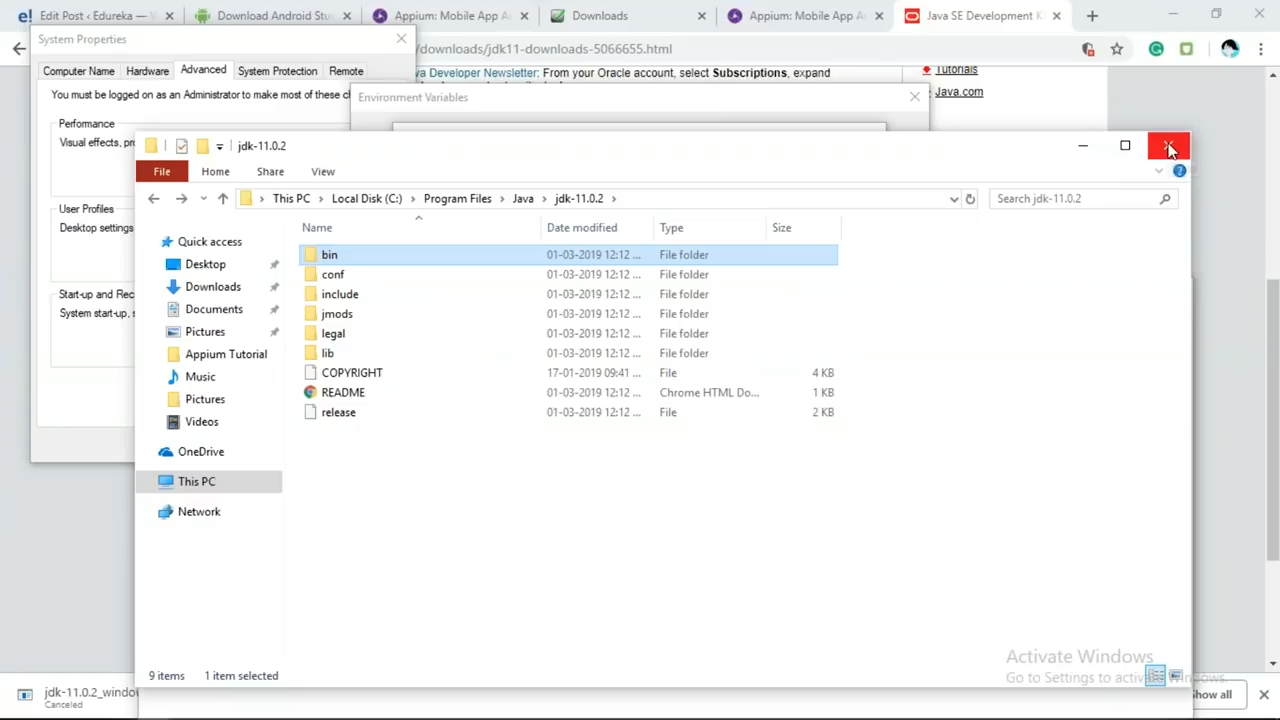 Edit Post ‹ Edureka —
Download Android Stu
Appium: Mobile App A
Downloads
Appium: Mobile App A
Java SE Development K
System Properties
/downloads/jdk11-downloads-5066655.html
Computer Name
Hardware
Advanced
System Protection
Remote
va Developer Newsletter: From your Oracle account, select Subscriptions, expand
Tutorials
Java.com
You must be logged on as an Administrator to make most of these c
Environment Variables
Performance
Visual effects, pr
jdk-11.0.2
File
Home
Share
View
This PC
Local Disk (C:)
Program Files
Java
jdk-11.0.2
Search jdk-11.0.2
User Profiles
Desktop settings
Name
Date modified
Type
Size
Quick access
Desktop
Downloads
Documents
Pictures
Appium Tutorial
Music
Pictures
Videos
OneDrive
This PC
Network
Start-up and Rec
System start-up, s
bin 01-03-2019 12:12 ... File folder
conf 01-03-2019 12:12 ... File folder
include 01-03-2019 12:12 ... File folder
jmods 01-03-2019 12:12 ... File folder
legal 01-03-2019 12:12 ... File folder
lib 01-03-2019 12:12 ... File folder
COPYRIGHT 17-01-2019 09:41 ... File 4 KB
README 01-03-2019 12:12 ... Chrome HTML Do... 1 KB
release 01-03-2019 12:12 ... File 2 KB
9 items
1 item selected
Activate Windows
Go to Settings to activate Windows.
jdk-11.0.2_windo
Canceled
Show all